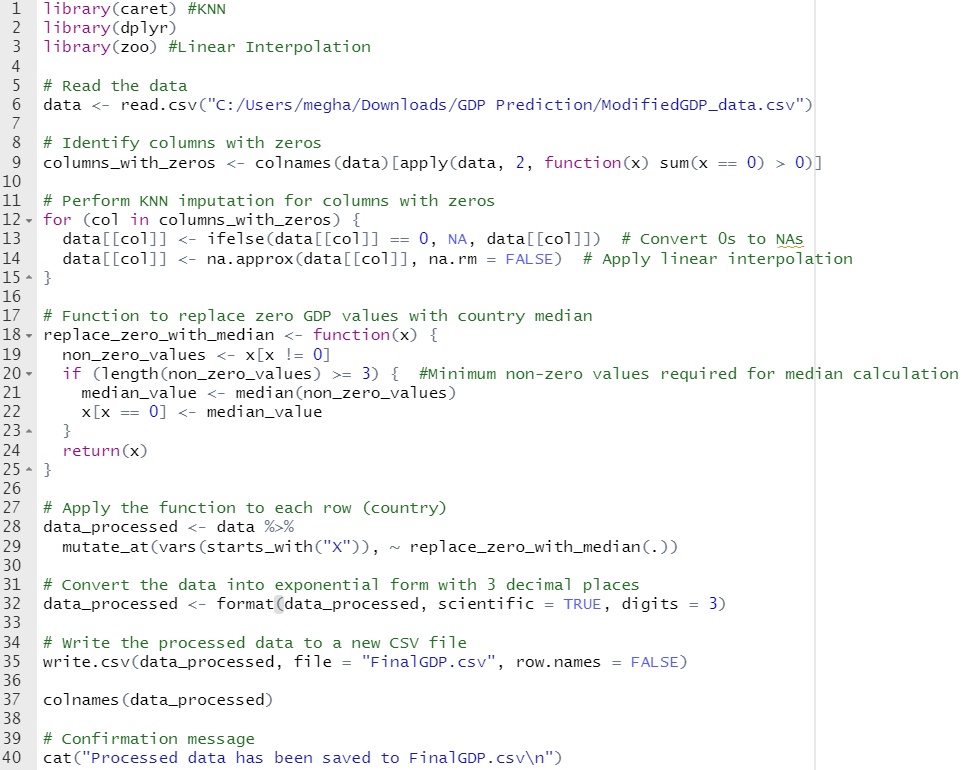 1 library(caret) #KNN
2 library(dplyr)
3 library(zoo) #Linear Interpolation
4
5 # Read the data
6 data <- read.csv("C:/Users/megha/Downloads/GDP Prediction/ModifiedGDP_data.csv")
7
8 # Identify columns with zeros
9 columns_with_zeros <- colnames(data)[apply(data, 2, function(x) sum(x == 0) > 0)]
10
11 # Perform KNN imputation for columns with zeros
12 for (col in columns_with_zeros) {
13   data[[col]] <- ifelse(data[[col]] == 0, NA, data[[col]])  # Convert 0s to NAs
14   data[[col]] <- na.approx(data[[col]], na.rm = FALSE)  # Apply linear interpolation
15 }
16
17 # Function to replace zero GDP values with country median
18 replace_zero_with_median <- function(x) {
19   non_zero_values <- x[x != 0]
20   if (length(non_zero_values) >= 3) {  #Minimum non-zero values required for median calculation
21     median_value <- median(non_zero_values)
22     x[x == 0] <- median_value
23   }
24   return(x)
25 }
26
27 # Apply the function to each row (country)
28 data_processed <- data %>%
29   mutate_at(vars(starts_with("X")), ~ replace_zero_with_median(.))
30
31 # Convert the data into exponential form with 3 decimal places
32 data_processed <- format(data_processed, scientific = TRUE, digits = 3)
33
34 # Write the processed data to a new CSV file
35 write.csv(data_processed, file = "FinalGDP.csv", row.names = FALSE)
36
37 colnames(data_processed)
38
39 # Confirmation message
40 cat("Processed data has been saved to FinalGDP.csv\n")